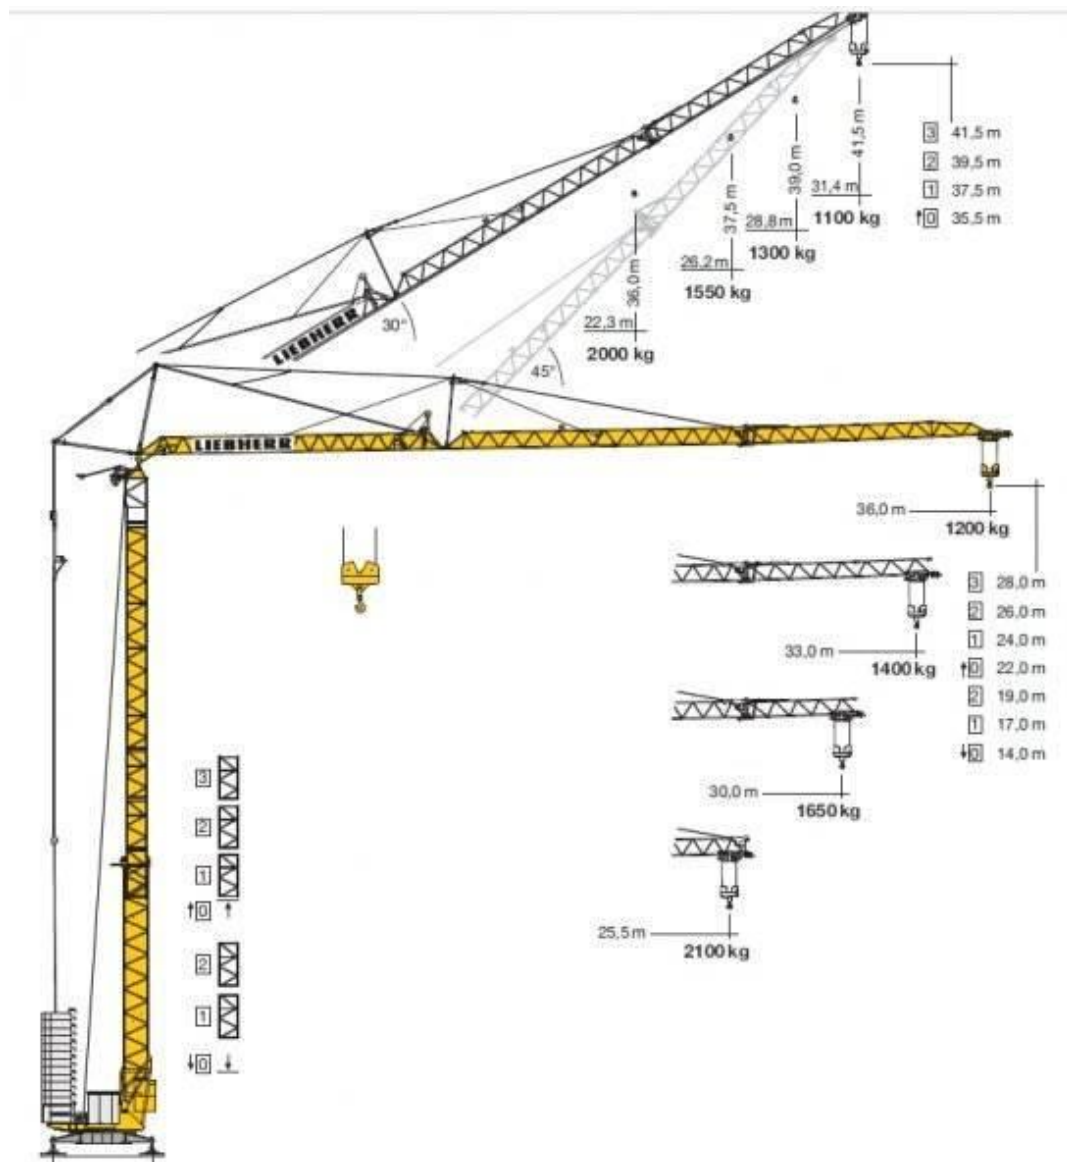 41,5 m
3 41,5 m
2 39,5 m
1 37,5 m
↑0 35,5 m
31,4 m
1100 kg
39,0 m
28,8 m
1300 kg
37,5 m
26,2 m
1550 kg
36,0 m
22,3 m
2000 kg
LIEBHERR
30°
45°
LIEBHERR
36,0 m
1200 kg
3 28,0 m
2 26,0 m
1 24,0 m
↑0 22,0 m
2 19,0 m
1 17,0 m
↓0 14,0 m
33,0 m
1400 kg
30,0 m
1650 kg
25,5 m
2100 kg
3
2
1
↑0 ↑
2
1
↓0 ↓